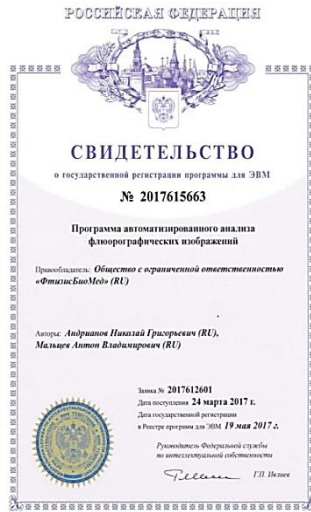 РОССИЙСКАЯ ФЕДЕРАЦИЯ
СВИДЕТЕЛЬСТВО
о государственной регистрации программы для ЭВМ
№ 2017615663
Программа автоматизированного анализа
флюорографических изображений
Правообладатель: Общество с ограниченной ответственностью
«ФтизисБиоМед» (RU)
Авторы: Андрианов Николай Григорьевич (RU),
Мальцев Антон Владимирович (RU)
Заявка № 2017612601
Дата поступления 24 марта 2017 г.
Дата государственной регистрации
в Реестре программ для ЭВМ 19 мая 2017 г.
Руководитель Федеральной службы
по интеллектуальной собственности
Г.П. Ивлиев